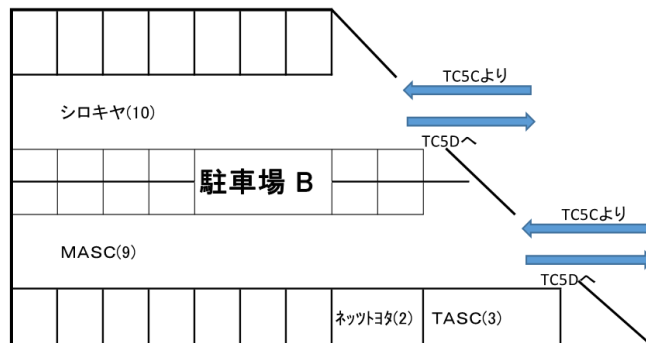 TC5Cより
シロキヤ(10)
TC5Dへ
駐車場 B
TC5Cより
MASC(9)
TC5Dへ
ネッツトヨタ(2)
TASC(3)